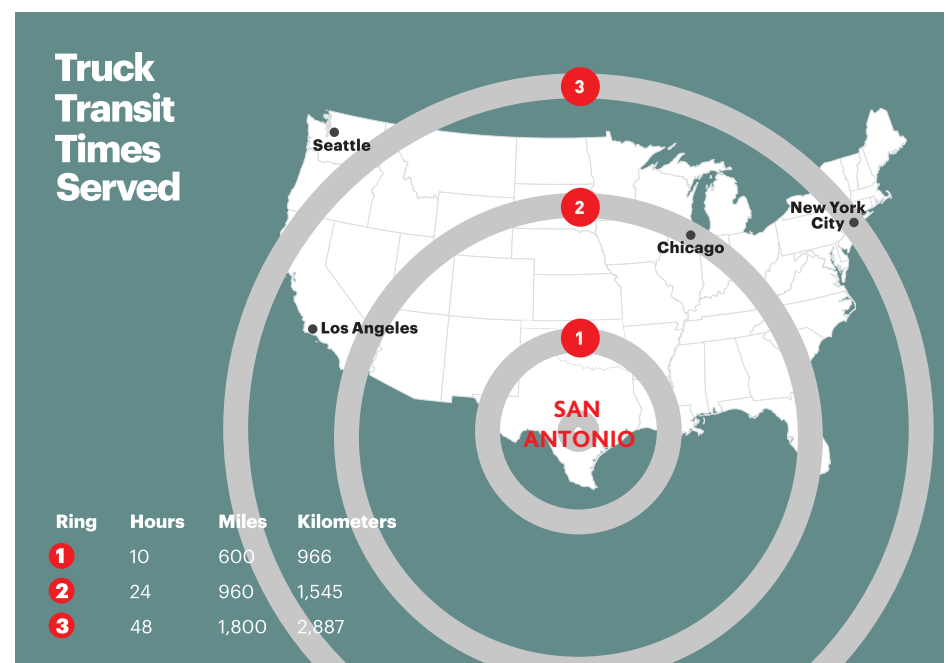 Truck
Transit
Times
Served
3
Seattle
2
New York
City
Chicago
Los Angeles
1
SAN
ANTONIO
Ring Hours Miles Kilometers
1 10 600 966
2 24 960 1,545
3 48 1,800 2,887